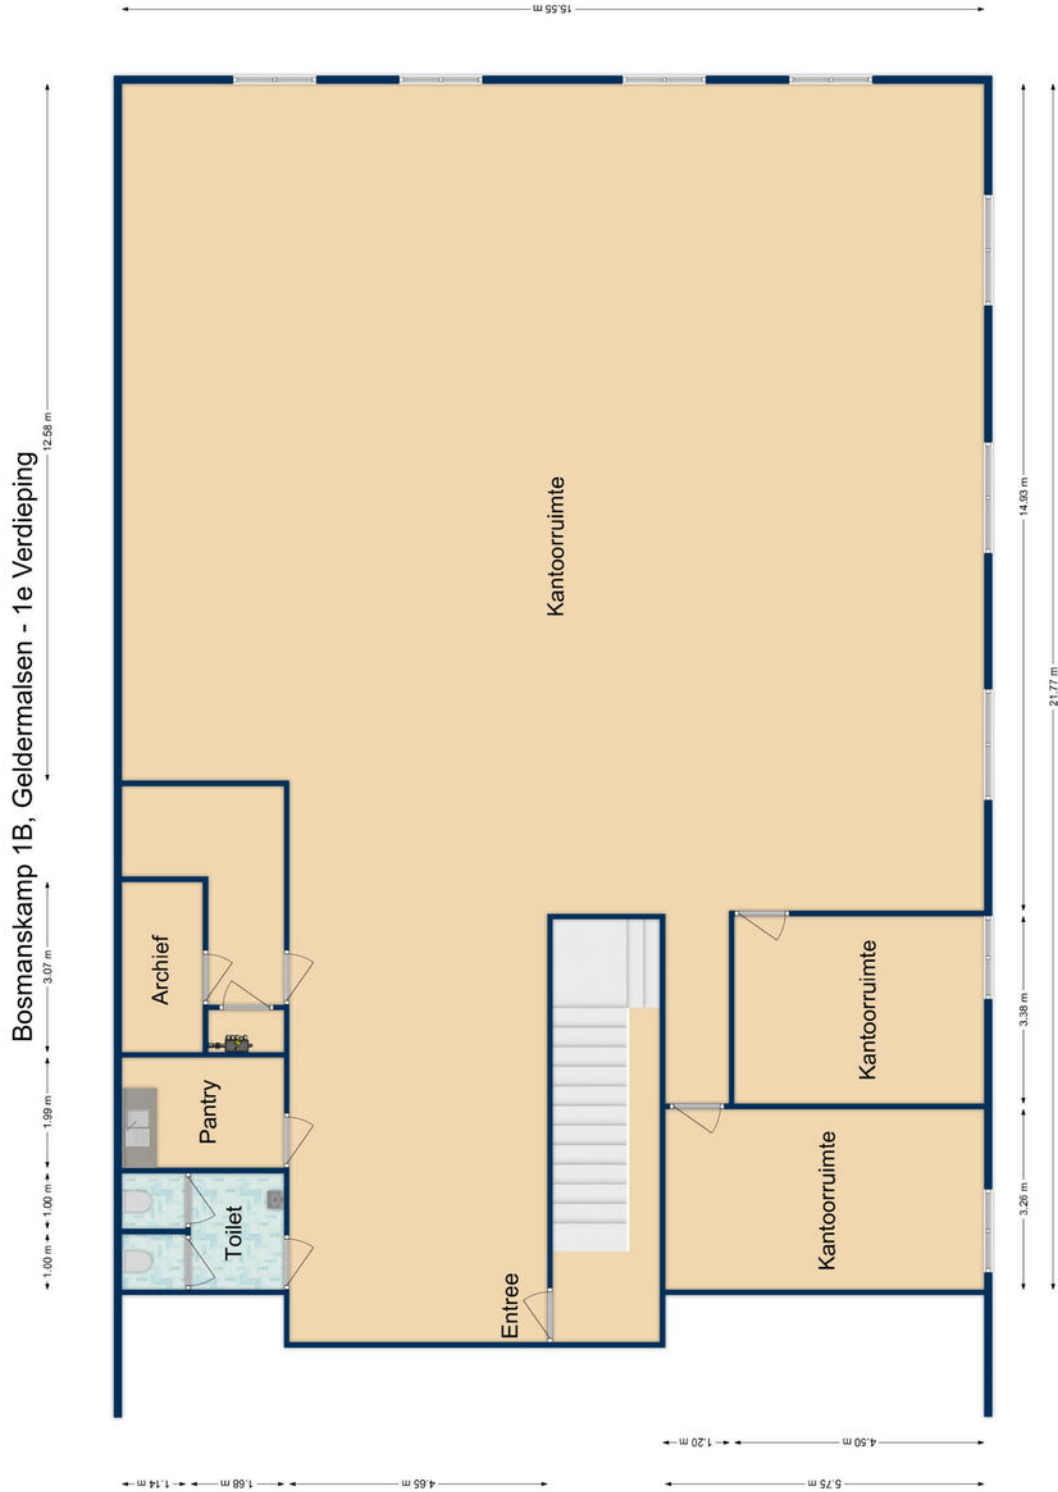 Bosmanskamp 1B, Geldermalsen - 1e Verdieping
1.00 m
1.00 m
1.99 m
3.07 m
12.58 m
1.14 m
1.68 m
4.65 m
5.75 m
1.20 m
4.50 m
15.55 m
Toilet
Pantry
Archief
Entree
Kantoorruimte
Kantoorruimte
Kantoorruimte
3.26 m
3.38 m
14.93 m
21.77 m